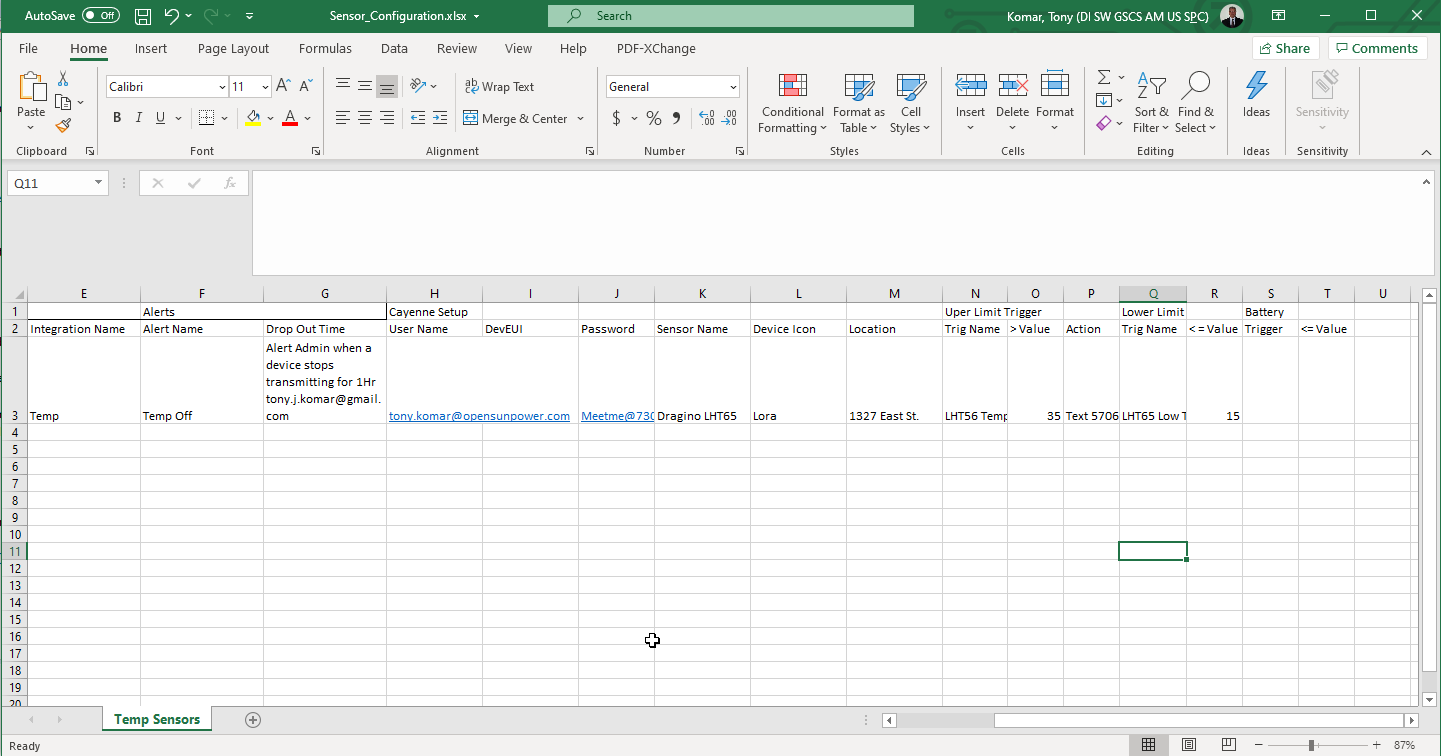 AutoSave Off Sensor_Configuration.xlsx Search Komar, Tony (DI SW GSCS AM US SPC)
File Home Insert Page Layout Formulas Data Review View Help PDF-XChange Share Comments
Calibri 11 Wrap Text General
Paste B I U Merge & Center $ % Conditional Formatting Format as Table Cell Styles Insert Delete Format Sort & Filter Find & Select Ideas Sensitivity
Clipboard Font Alignment Number Styles Cells Editing Ideas Sensitivity
Q11 fx
E F G H I J K L M N O P Q R S T U
1 Alerts Cayenne Setup Uper Limit Trigger Lower Limit Battery
2 Integration Name Alert Name Drop Out Time User Name DevEUI Password Sensor Name Device Icon Location Trig Name > Value Action Trig Name < = Value Trigger <= Value
Alert Admin when a
device stops
transmitting for 1Hr
tony.j.komar@gmail.
3 Temp Temp Off com tony.komar@opensunpower.com Meetme@730 Dragino LHT65 Lora 1327 East St. LHT56 Temp 35 Text 5706 LHT65 Low T 15
4
5
6
7
8
9
10
11
12
13
14
15
16
17
18
19
20
Temp Sensors
Ready 87%